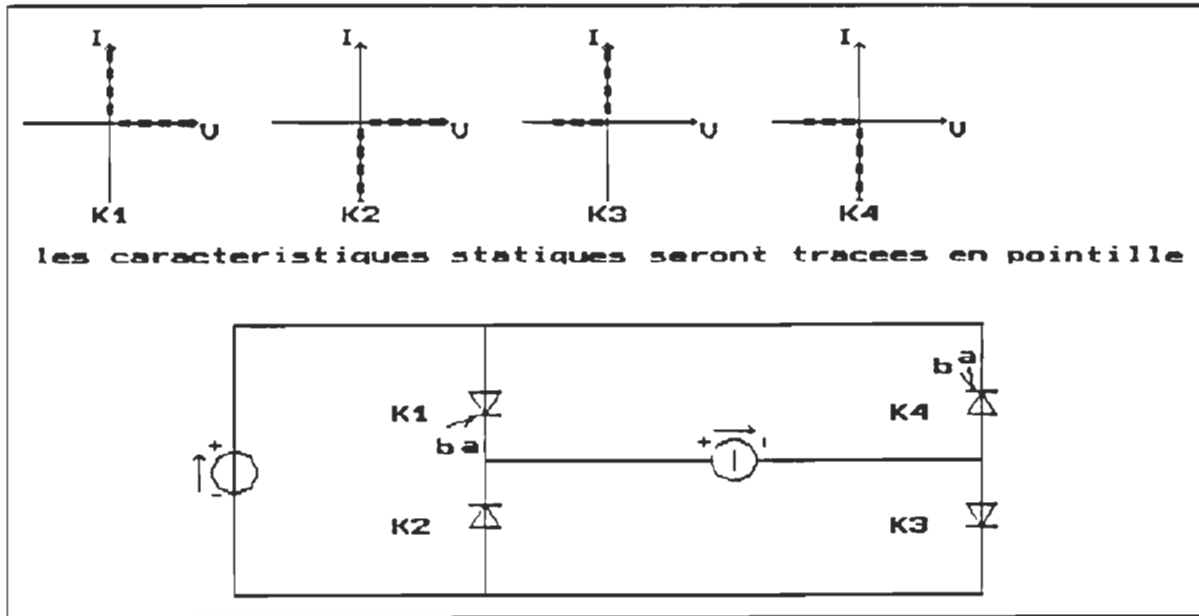 I I I I
U U U U
K1 K2 K3 K4
les caracteristiques statiques seront tracees en pointille
b a
K1 K4
b a
+ + -
-
K2 K3